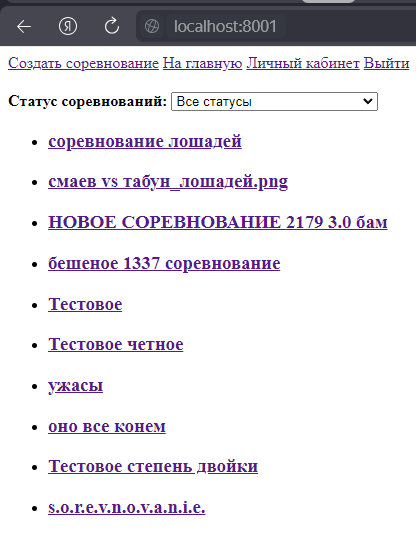 localhost:8001
Создать соревнование На главную Личный кабинет Выйти
Статус соревнований: Все статусы
соревнование лошадей
смаев vs табун_лошадей.png
НОВОЕ СОРЕВНОВАНИЕ 2179 3.0 бам
бешеное 1337 соревнование
Тестовое
Тестовое четное
ужасы
оно все конем
Тестовое степень двойки
s.o.r.e.v.n.o.v.a.n.i.e.